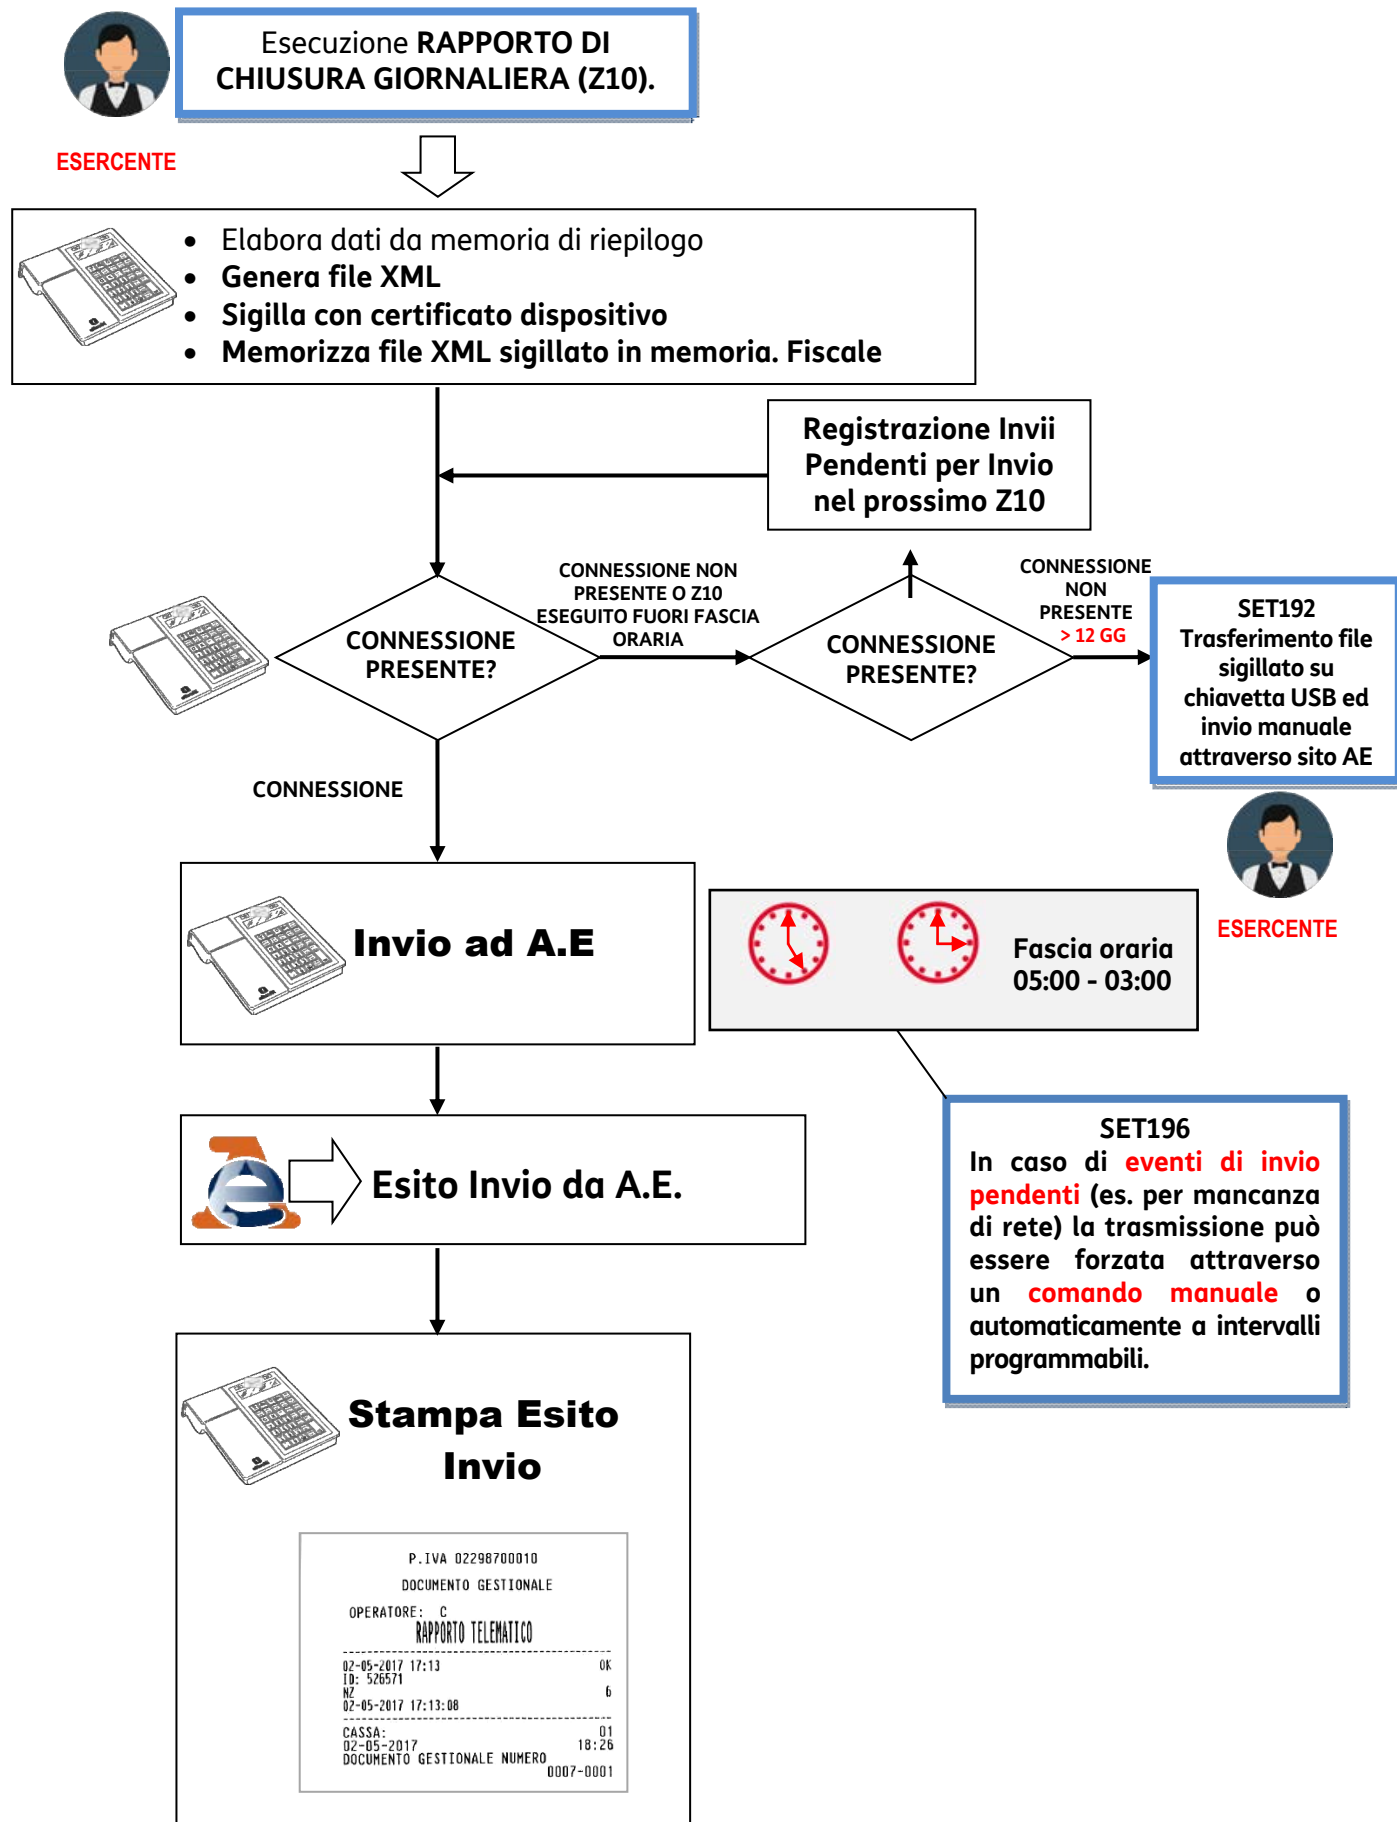 Esecuzione RAPPORTO DI
CHIUSURA GIORNALIERA (Z10).
ESERCENTE
• Elabora dati da memoria di riepilogo
• Genera file XML
• Sigilla con certificato dispositivo
• Memorizza file XML sigillato in memoria. Fiscale
Registrazione Invii
Pendenti per Invio
nel prossimo Z10
CONNESSIONE NON
PRESENTE O Z10
ESEGUITO FUORI FASCIA
ORARIA
CONNESSIONE
NON
PRESENTE
> 12 GG
CONNESSIONE
PRESENTE?
CONNESSIONE
PRESENTE?
SET192
Trasferimento file
sigillato su
chiavetta USB ed
invio manuale
attraverso sito AE
ESERCENTE
CONNESSIONE
Invio ad A.E
Fascia oraria
05:00 - 03:00
Esito Invio da A.E.
SET196
In caso di eventi di invio
pendenti (es. per mancanza
di rete) la trasmissione può
essere forzata attraverso
un comando manuale o
automaticamente a intervalli
programmabili.
Stampa Esito
Invio
P.IVA 02298700010
DOCUMENTO GESTIONALE
OPERATORE: C
RAPPORTO TELEMATICO
02-05-2017 17:13 OK
ID: 526571
NZ 6
02-05-2017 17:13:08
CASSA: 01
02-05-2017 18:26
DOCUMENTO GESTIONALE NUMERO
0007-0001